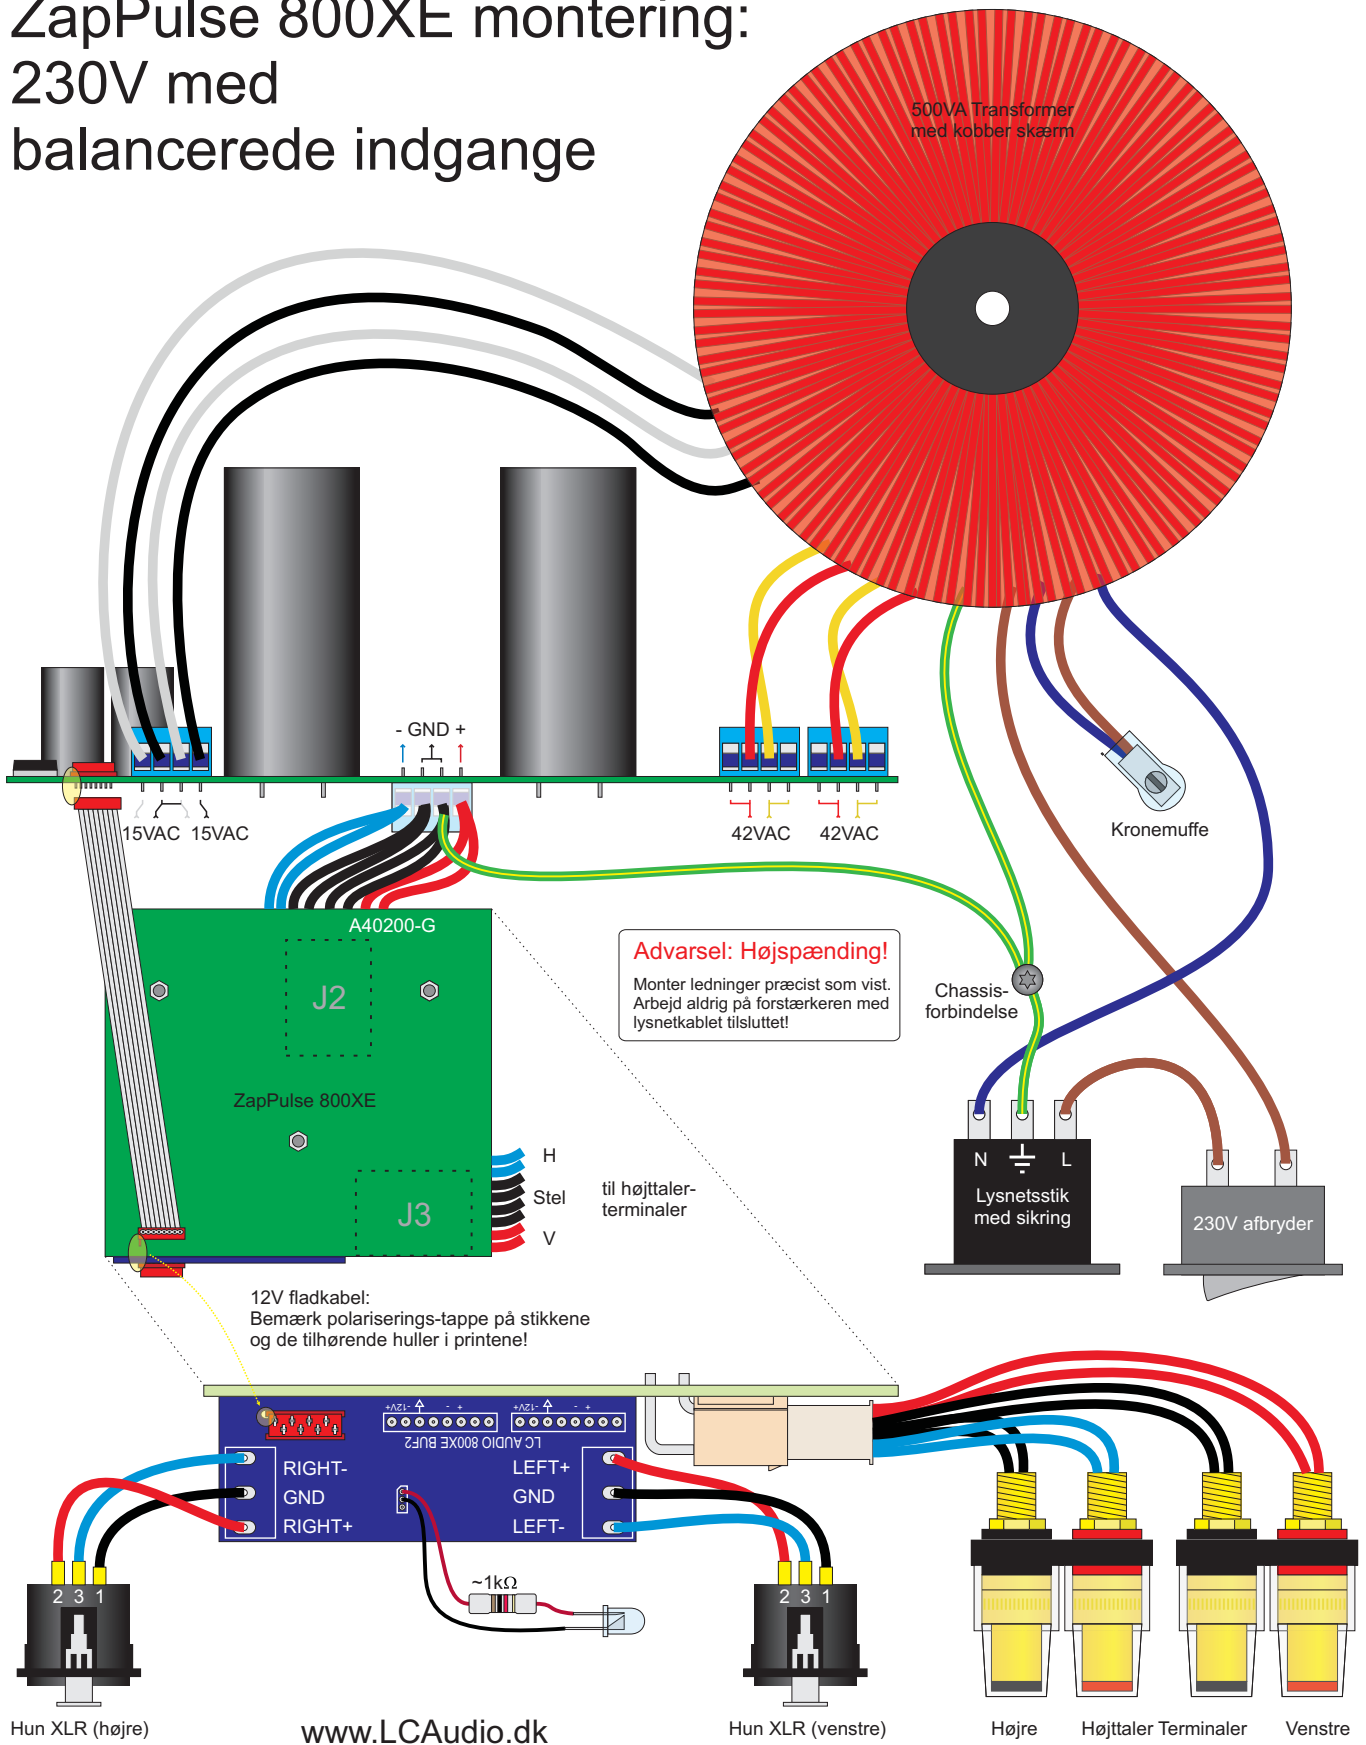 ZapPulse 800XE montering:
230V med
balancerede indgange
500VA Transformer
med kobber skærm
- GND +
15VAC 15VAC
42VAC 42VAC
Kronemuffe
A40200-G
J2
ZapPulse 800XE
J3
Advarsel: Højspænding!
Monter ledninger præcist som vist.
Arbejd aldrig på forstærkeren med
lysnetkablet tilsluttet!
Chassis-
forbindelse
N L
Lysnetsstik
med sikring
230V afbryder
H
Stel
V
til højttaler-
terminaler
12V fladkabel:
Bemærk polariserings-tappe på stikkene
og de tilhørende huller i printene!
+12V- - +
+12V- - +
LC AUDIO 800XE BUF2
RIGHT-
GND
RIGHT+
LEFT+
GND
LEFT-
~1kΩ
2 3 1
2 3 1
Hun XLR (højre)
www.LCAudio.dk
Hun XLR (venstre)
Højre
Højttaler Terminaler
Venstre